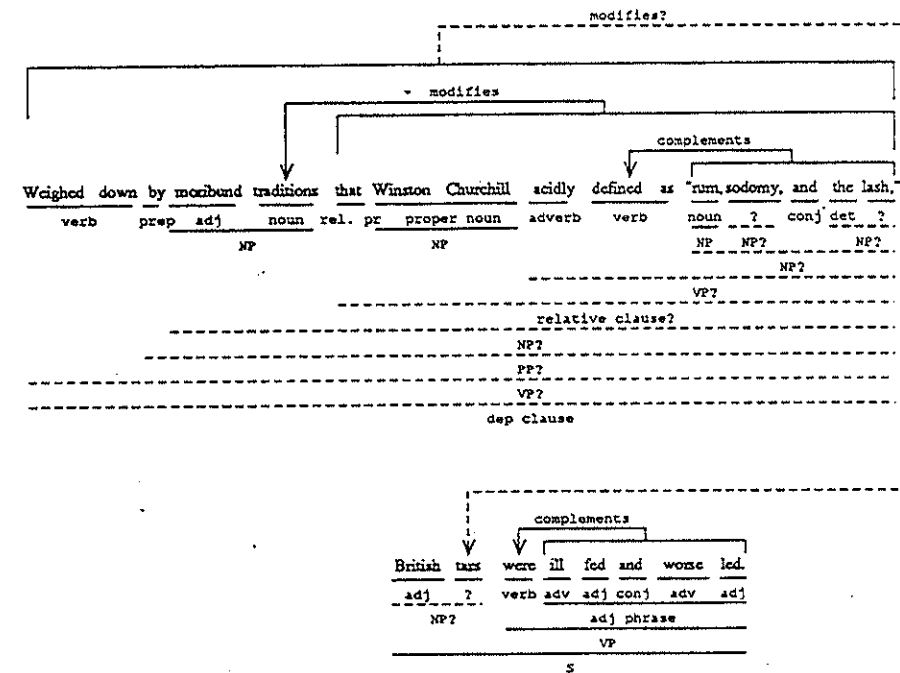 modifies?
modifies
complements
Weighed down by moribund traditions that Winston Churchill acidly defined as "rum, sodomy, and the lash,"
verb prep adj noun rel. pr proper noun adverb verb noun ? conj det ?
NP NP NP NP? NP?
NP?
VP?
relative clause?
NP?
PP?
VP?
dep clause
complements
British tars were ill fed and worse led.
adj ? verb adv adj conj adv adj
NP? adj phrase
VP
S